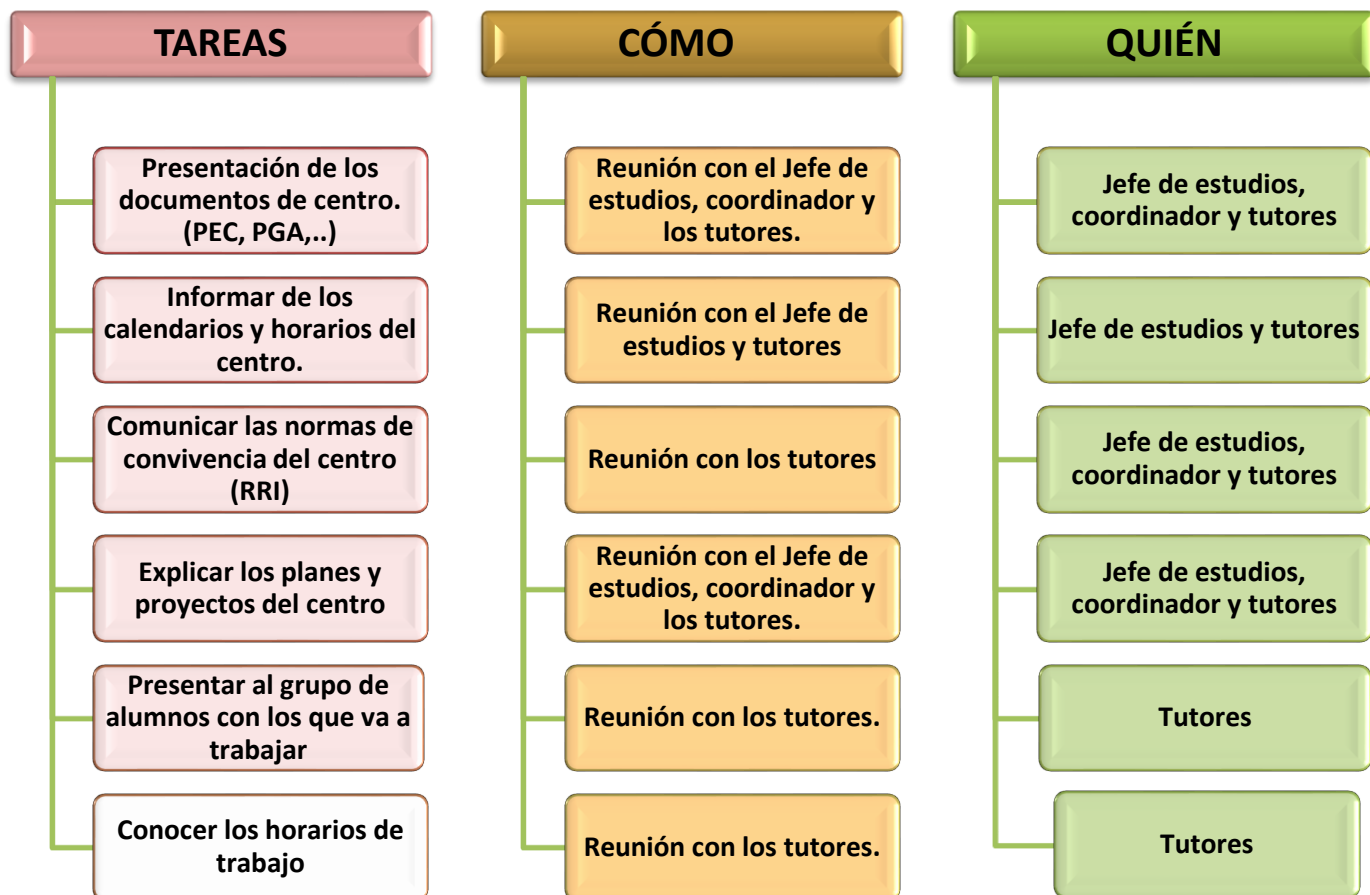 TAREAS
Presentación de los
documentos de centro.
(PEC, PGA,..)
Informar de los
calendarios y horarios del
centro.
Comunicar las normas de
convivencia del centro
(RRI)
Explicar los planes y
proyectos del centro
Presentar al grupo de
alumnos con los que va a
trabajar
Conocer los horarios de
trabajo
CÓMO
Reunión con el Jefe de
estudios, coordinador y
los tutores.
Reunión con el Jefe de
estudios y tutores
Reunión con los tutores
Reunión con el Jefe de
estudios, coordinador y
los tutores.
Reunión con los tutores.
Reunión con los tutores.
QUIÉN
Jefe de estudios,
coordinador y tutores
Jefe de estudios y tutores
Jefe de estudios,
coordinador y tutores
Jefe de estudios,
coordinador y tutores
Tutores
Tutores